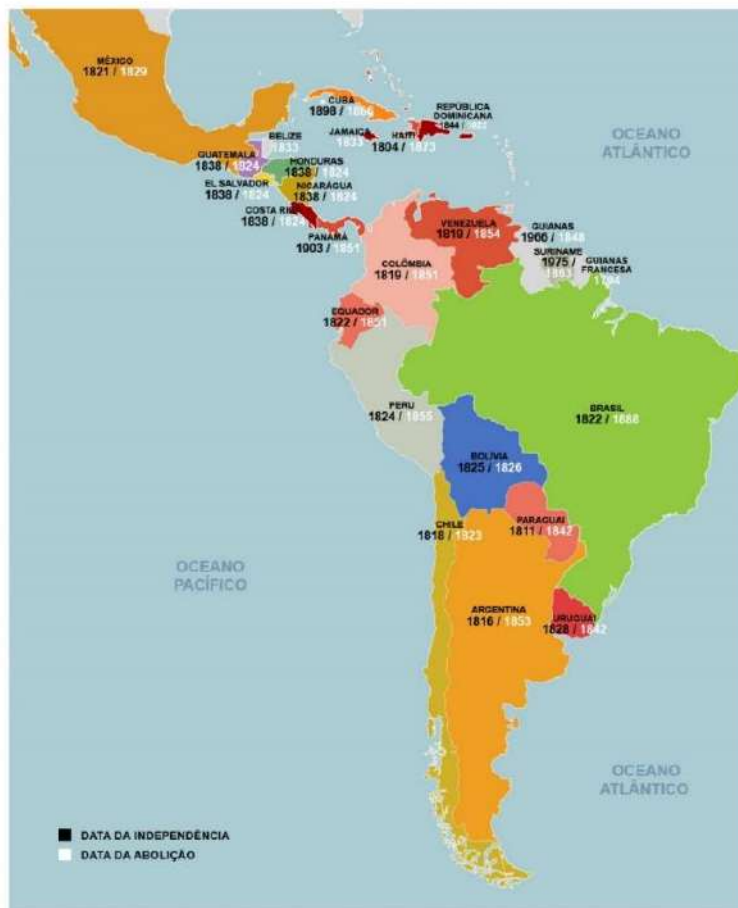 MÉXICO
1821 / 1829
CUBA
1898 / 1866
REPÚBLICA
DOMINICANA
1844 /
BELIZE
1833
JAMAICA
1833
HAITI
1804 /
OCEANO
ATLÂNTICO
GUATEMALA
1838 / 1824
HONDURAS
1838 / 1824
EL SALVADOR
1838 / 1824
NICARÁGUA
1838 / 1824
COSTA RICA
1838 / 1824
PANAMÁ
1903 / 1851
VENEZUELA
1819 / 1854
GUIANAS
1966 / 1848
SURINAME
1975 / 1863
GUIANAS
FRANCESA
1794
COLÔMBIA
1819 / 1851
EQUADOR
1822 / 1851
PERU
1824 / 1855
BRASIL
1822 / 1888
BOLÍVIA
1825 / 1826
CHILE
1818 / 1823
PARAGUAI
1811 / 1842
OCEANO
PACÍFICO
ARGENTINA
1816 / 1853
URUGUAI
1828 / 1842
OCEANO
ATLÂNTICO
DATA DA INDEPENDÊNCIA
DATA DA ABOLIÇÃO